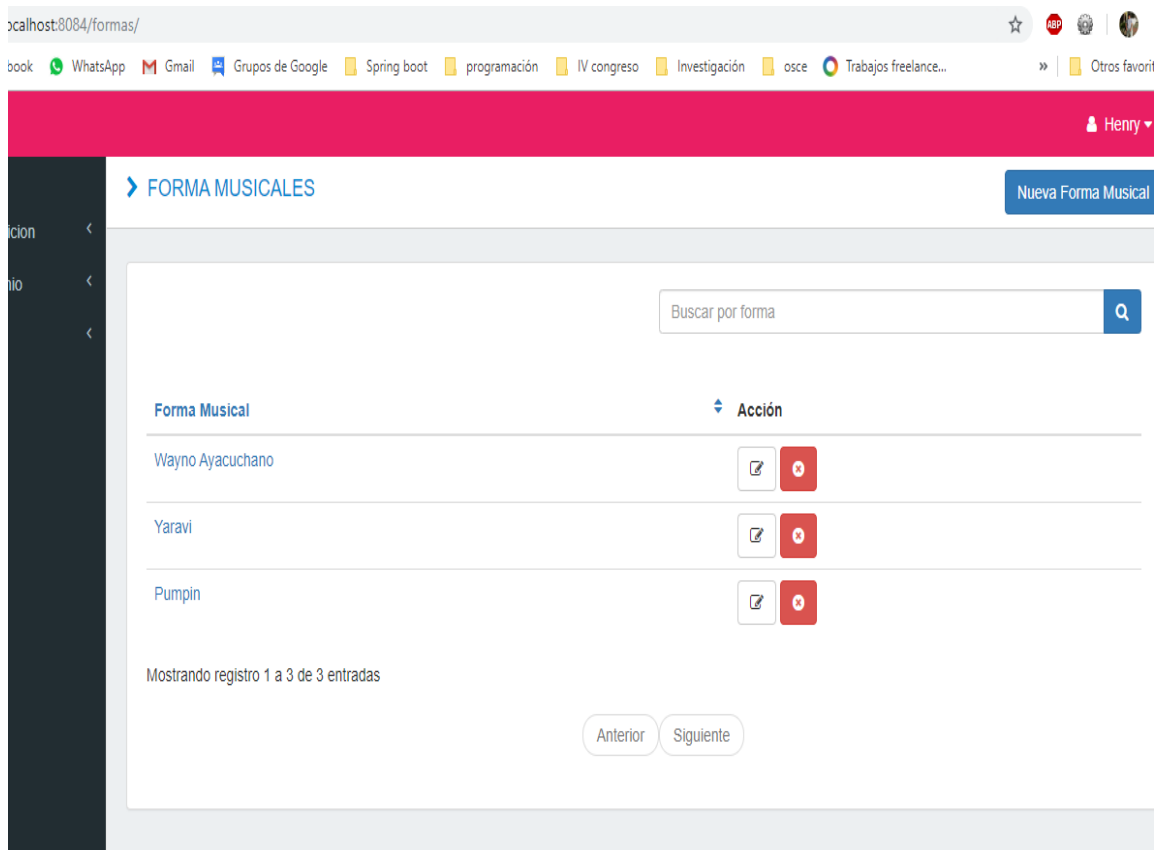 ocalhost:8084/formas/
ABP
book WhatsApp Gmail Grupos de Google Spring boot programación IV congreso Investigación osce Trabajos freelance... » Otros favorit
Henry
FORMA MUSICALES
Nueva Forma Musical
icion
nio
Buscar por forma
Forma Musical Acción
Wayno Ayacuchano
Yaravi
Pumpin
Mostrando registro 1 a 3 de 3 entradas
Anterior Siguiente